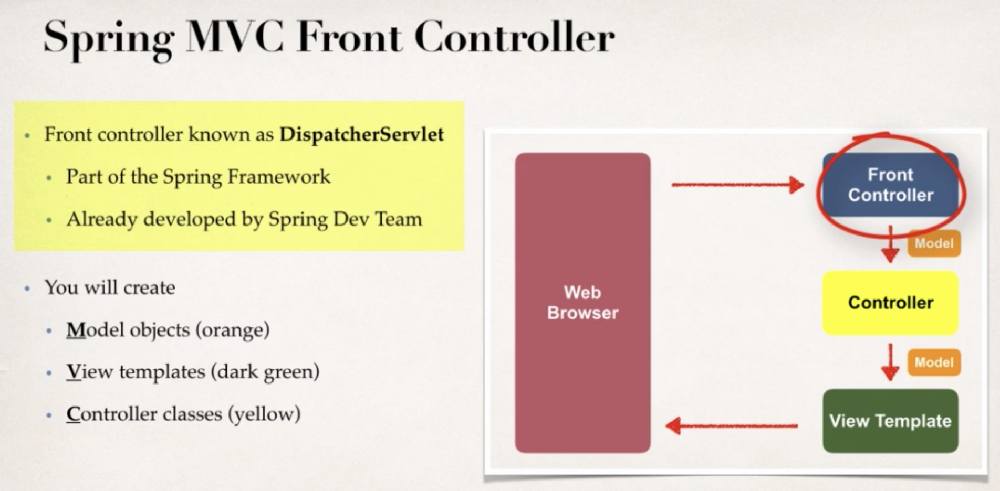 Spring MVC Front Controller
• Front controller known as DispatcherServlet
• Part of the Spring Framework
• Already developed by Spring Dev Team
• You will create
• Model objects (orange)
• View templates (dark green)
• Controller classes (yellow)
Web
Browser
Front
Controller
Model
Controller
Model
View Template